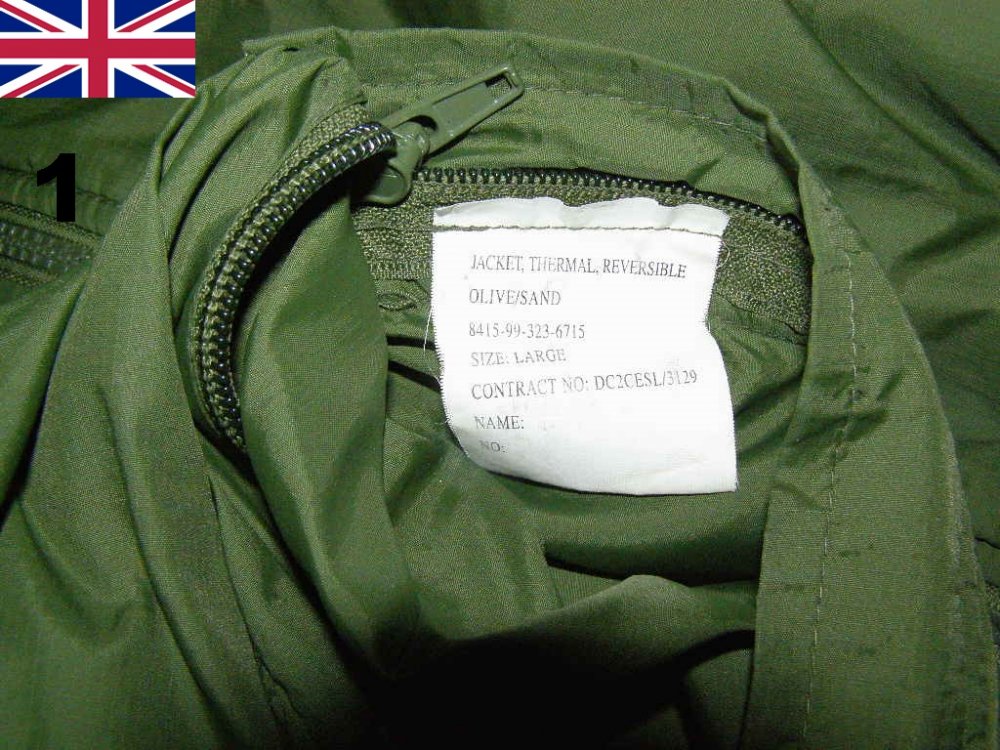 1
JACKET, THERMAL, REVERSIBLE
OLIVE/SAND
8415-99-323-6715
SIZE: LARGE
CONTRACT NO: DC2CESL/3129
NAME:
NO: